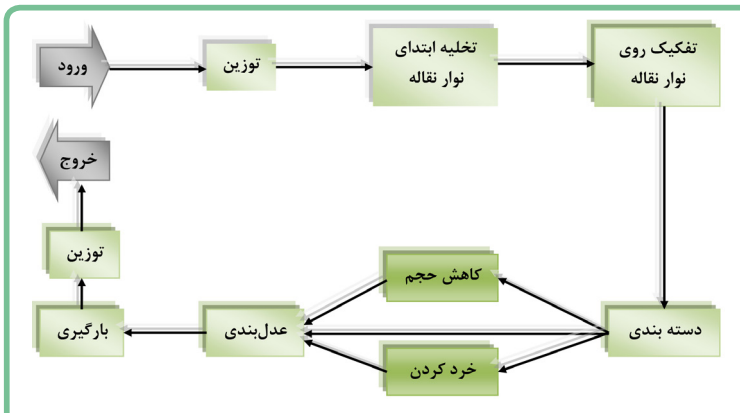 ورود
توزین
تخلیه ابتدای
نوار نقاله
تفکیک روی
نوار نقاله
دسته بندی
کاهش حجم
خرد کردن
عدل‌بندی
بارگیری
توزین
خروج